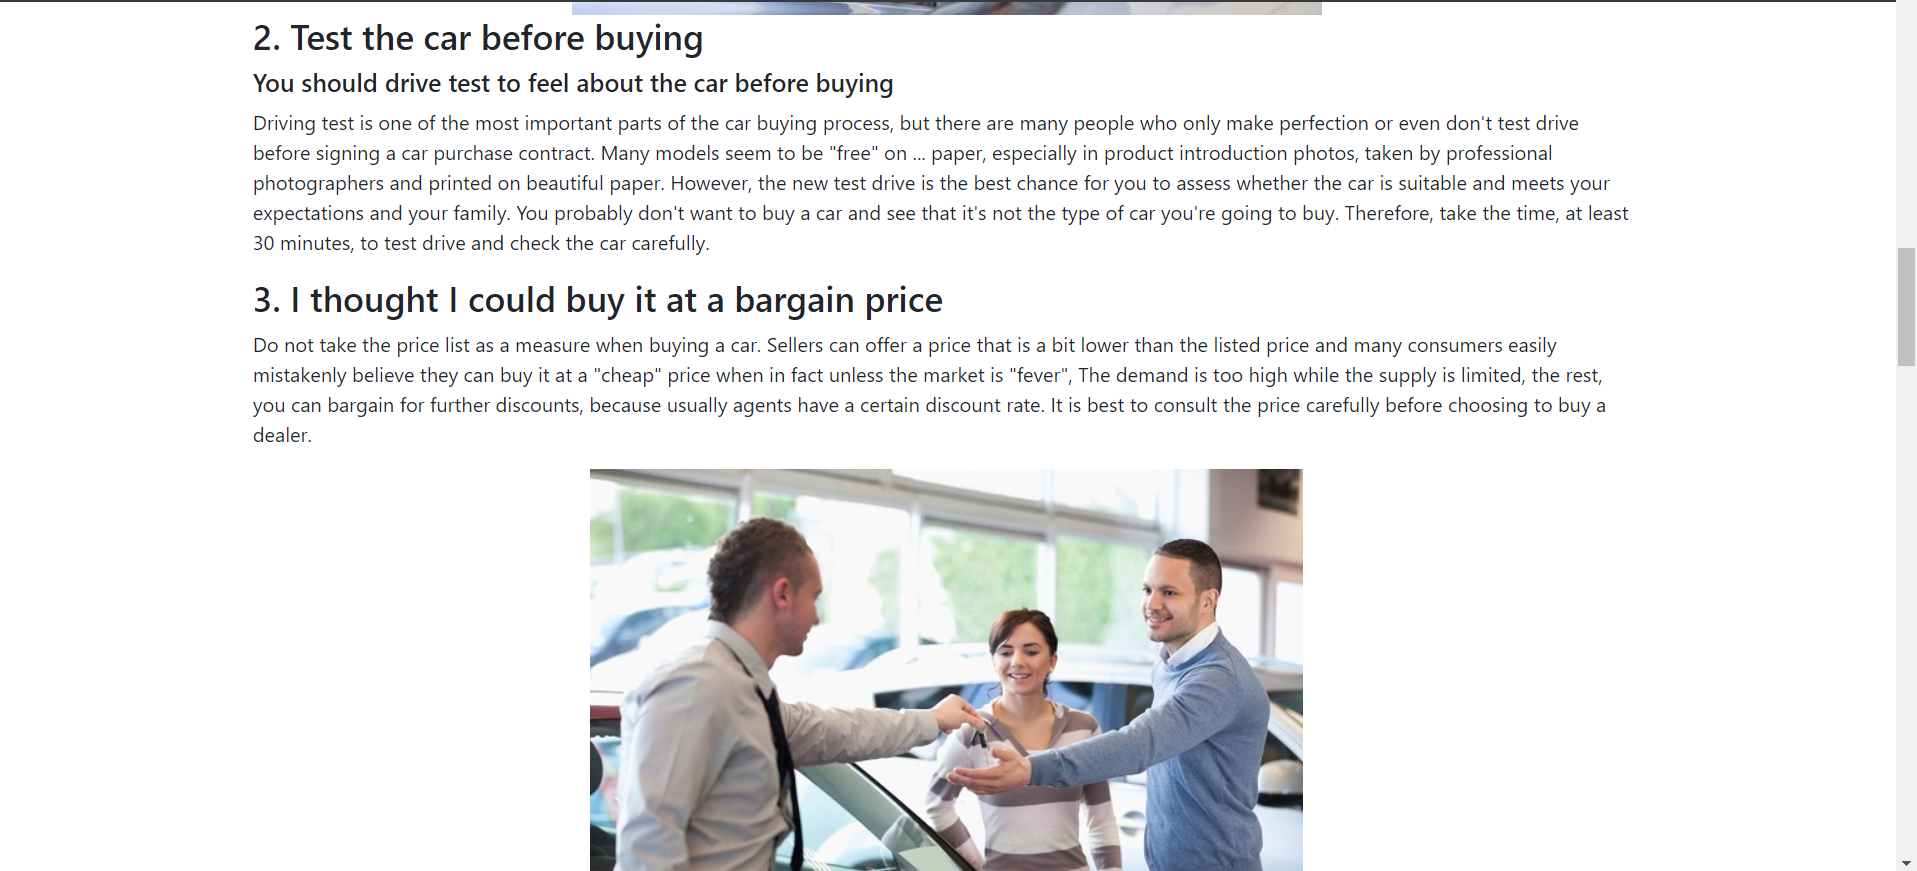 2. Test the car before buying
You should drive test to feel about the car before buying
Driving test is one of the most important parts of the car buying process, but there are many people who only make perfection or even don't test drive
before signing a car purchase contract. Many models seem to be "free" on ... paper, especially in product introduction photos, taken by professional
photographers and printed on beautiful paper. However, the new test drive is the best chance for you to assess whether the car is suitable and meets your
expectations and your family. You probably don't want to buy a car and see that it's not the type of car you're going to buy. Therefore, take the time, at least
30 minutes, to test drive and check the car carefully.
3. I thought I could buy it at a bargain price
Do not take the price list as a measure when buying a car. Sellers can offer a price that is a bit lower than the listed price and many consumers easily
mistakenly believe they can buy it at a "cheap" price when in fact unless the market is "fever", The demand is too high while the supply is limited, the rest,
you can bargain for further discounts, because usually agents have a certain discount rate. It is best to consult the price carefully before choosing to buy a
dealer.